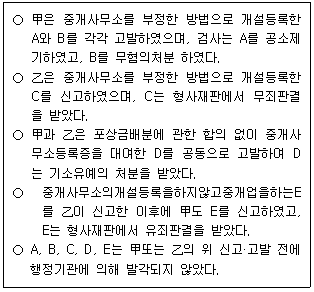 ○ 甲은 중개사무소를 부정한 방법으로 개설등록한
A와 B를 각각 고발하였으며, 검사는 A를 공소제
기하였고, B를 무혐의처분 하였다.
○ 乙은 중개사무소를 부정한 방법으로 개설등록한
C를 신고하였으며, C는 형사재판에서 무죄판결
을 받았다.
○ 甲과 乙은 포상금배분에 관한 합의 없이 중개사
무소등록증을 대여한 D를 공동으로 고발하여 D
는 기소유예의 처분을 받았다.
○ 중개사무소의개설등록을하지않고중개업을하는E
를 乙이 신고한 이후에 甲도 E를 신고하였고,
E는 형사재판에서 유죄판결을 받았다.
○ A, B, C, D, E는 甲또는 乙의 위 신고·고발 전에
행정기관에 의해 발각되지 않았다.